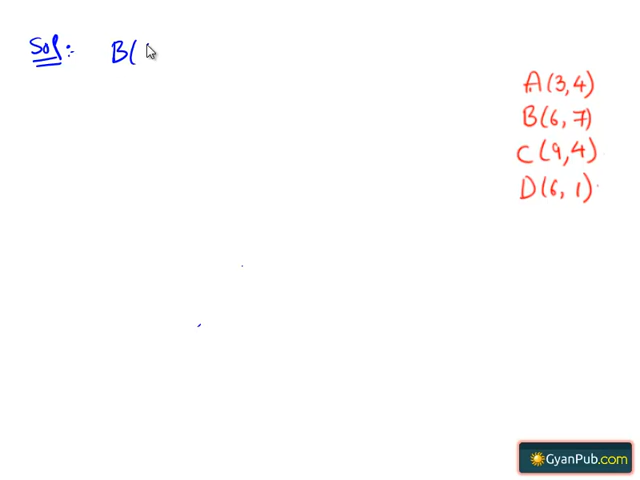 Sol:-
B(
A(3,4)
B(6,7)
C(9,4)
D(6,1)
GyanPub.com